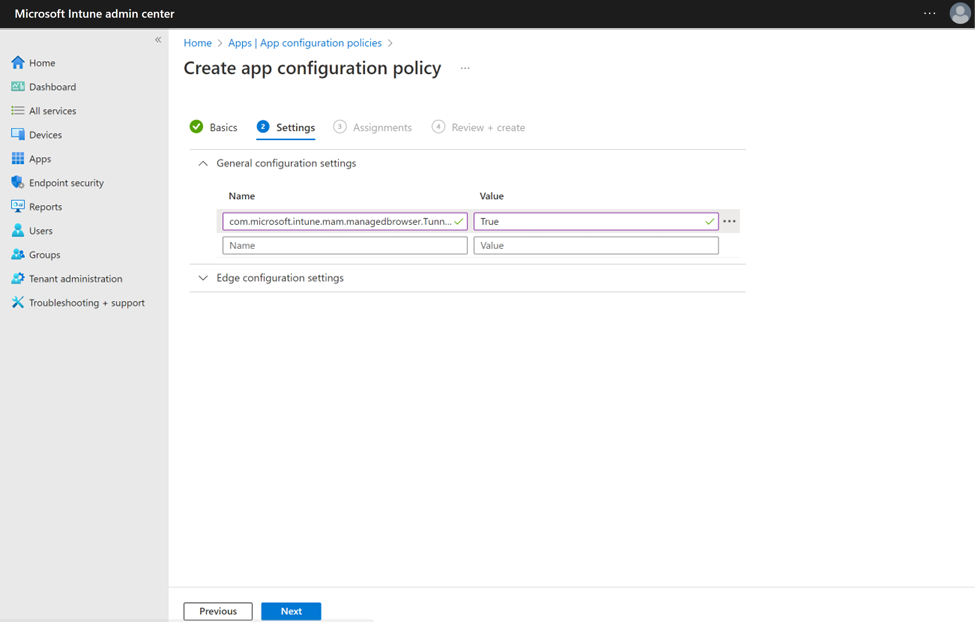 Microsoft Intune admin center
...
«
Home
Dashboard
All services
Devices
Apps
Endpoint security
Reports
Users
Groups
Tenant administration
Troubleshooting + support
Home > Apps | App configuration policies >
Create app configuration policy ...
Basics
2 Settings
3 Assignments
4 Review + create
General configuration settings
Name Value
com.microsoft.intune.mam.managedbrowser.Tunn... True ...
Name Value
Edge configuration settings
Previous Next